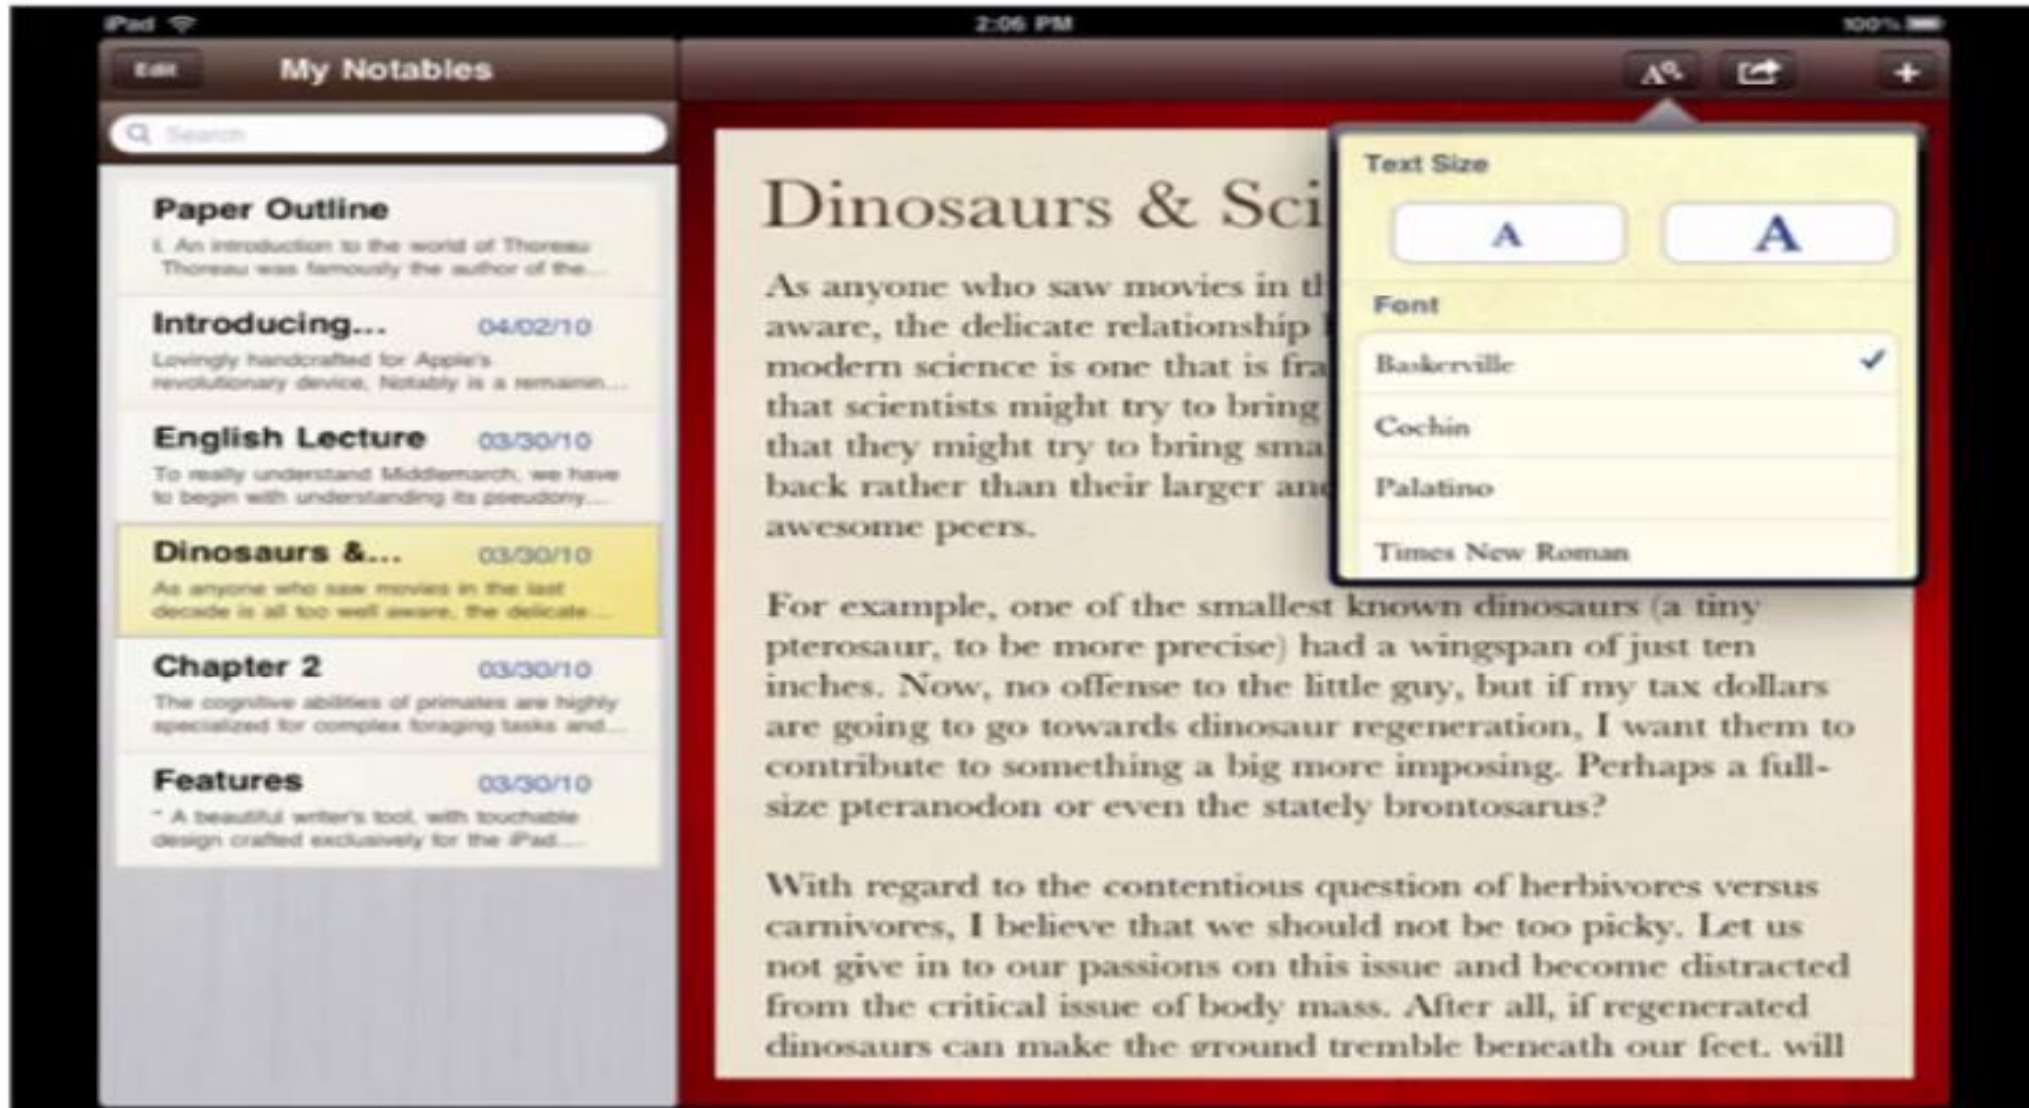 iPad
2:06 PM
100%
Edit
My Notables
Search
Paper Outline
I. An introduction to the world of Thoreau
Thoreau was famously the author of the...
Introducing... 04/02/10
Lovingly handcrafted for Apple's
revolutionary device, Notably is a remainin...
English Lecture 03/30/10
To really understand Middlemarch, we have
to begin with understanding its pseudony...
Dinosaurs &... 03/30/10
As anyone who saw movies in the last
decade is all too well aware, the delicate...
Chapter 2 03/30/10
The cognitive abilities of primates are highly
specialized for complex foraging tasks and...
Features 03/30/10
A beautiful writer's tool, with touchable
design crafted exclusively for the iPad....
Dinosaurs & Sci
As anyone who saw movies in th
aware, the delicate relationship
modern science is one that is fra
that scientists might try to bring
that they might try to bring sma
back rather than their larger and
awesome peers.
For example, one of the smallest known dinosaurs (a tiny
pterosaur, to be more precise) had a wingspan of just ten
inches. Now, no offense to the little guy, but if my tax dollars
are going to go towards dinosaur regeneration, I want them to
contribute to something a big more imposing. Perhaps a full-
size pteranodon or even the stately brontosarus?
With regard to the contentious question of herbivores versus
carnivores, I believe that we should not be too picky. Let us
not give in to our passions on this issue and become distracted
from the critical issue of body mass. After all, if regenerated
dinosaurs can make the ground tremble beneath our feet. will
Text Size
A A
Font
Baskerville
Cochin
Palatino
Times New Roman